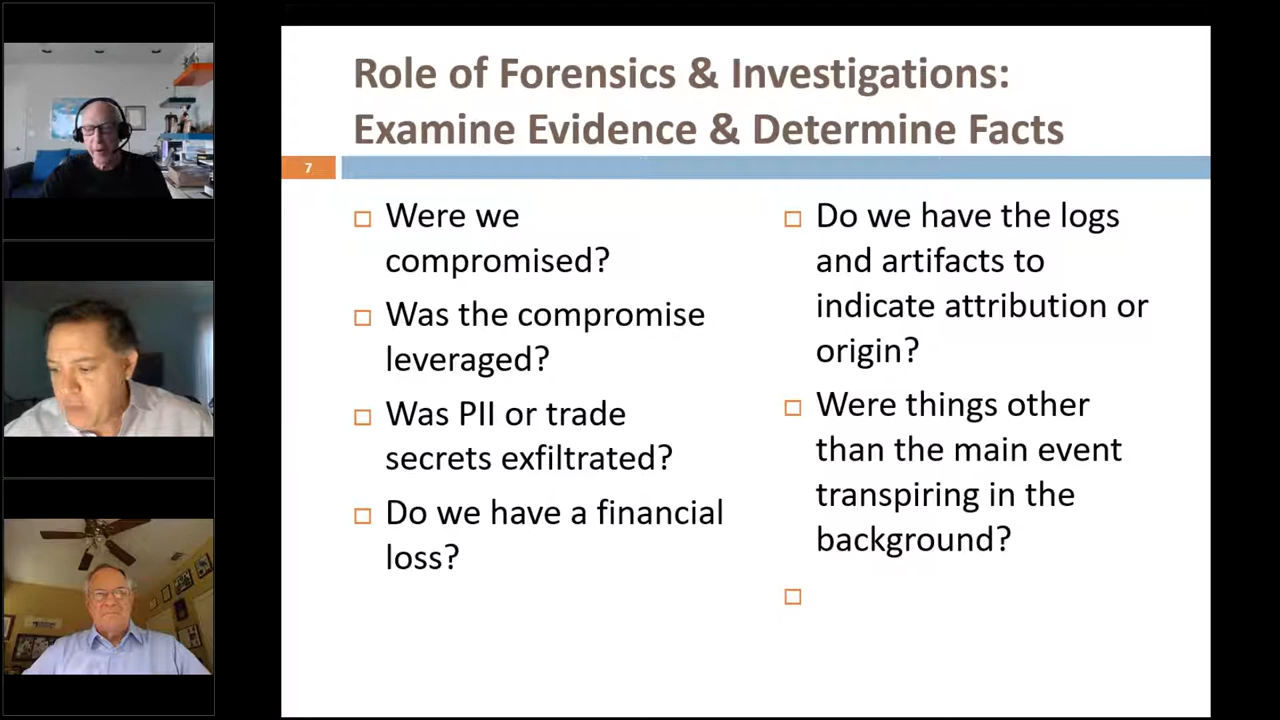 Role of Forensics & Investigations:
Examine Evidence & Determine Facts
7
Were we
compromised?
Was the compromise
leveraged?
Was PII or trade
secrets exfiltrated?
Do we have a financial
loss?
Do we have the logs
and artifacts to
indicate attribution or
origin?
Were things other
than the main event
transpiring in the
background?